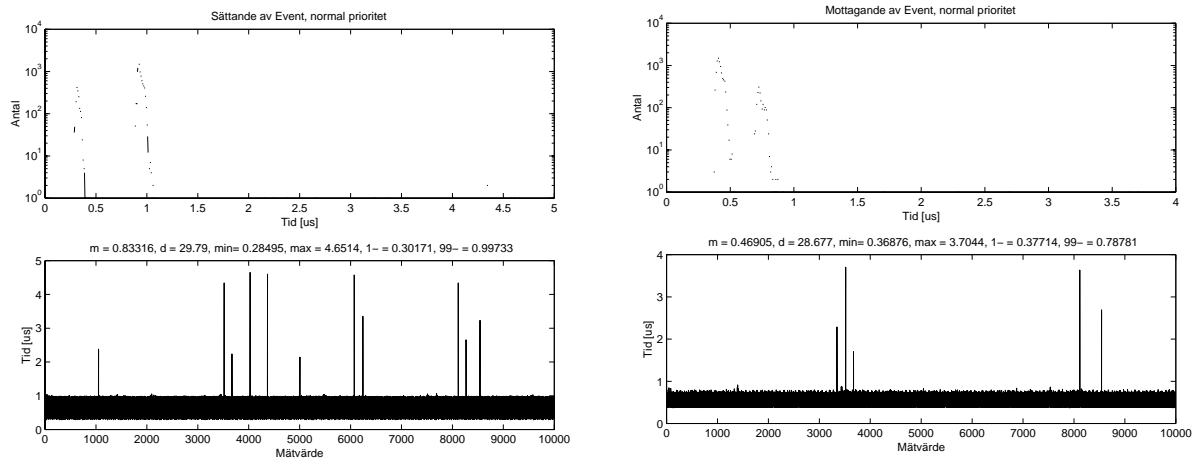 Sättande av Event, normal prioritet
10^4
10^3
10^2
10^1
10^0
Antal
0 0.5 1 1.5 2 2.5 3 3.5 4 4.5 5
Tid [us]
m = 0.83316, d = 29.79, min= 0.28495, max = 4.6514, 1− = 0.30171, 99− = 0.99733
5
4
3
2
1
0
Tid [us]
0 1000 2000 3000 4000 5000 6000 7000 8000 9000 10000
Mätvärde
Mottagande av Event, normal prioritet
10^4
10^3
10^2
10^1
10^0
Antal
0 0.5 1 1.5 2 2.5 3 3.5 4
Tid [us]
m = 0.46905, d = 28.677, min= 0.36876, max = 3.7044, 1− = 0.37714, 99− = 0.78781
4
3
2
1
0
Tid [us]
0 1000 2000 3000 4000 5000 6000 7000 8000 9000 10000
Mätvärde